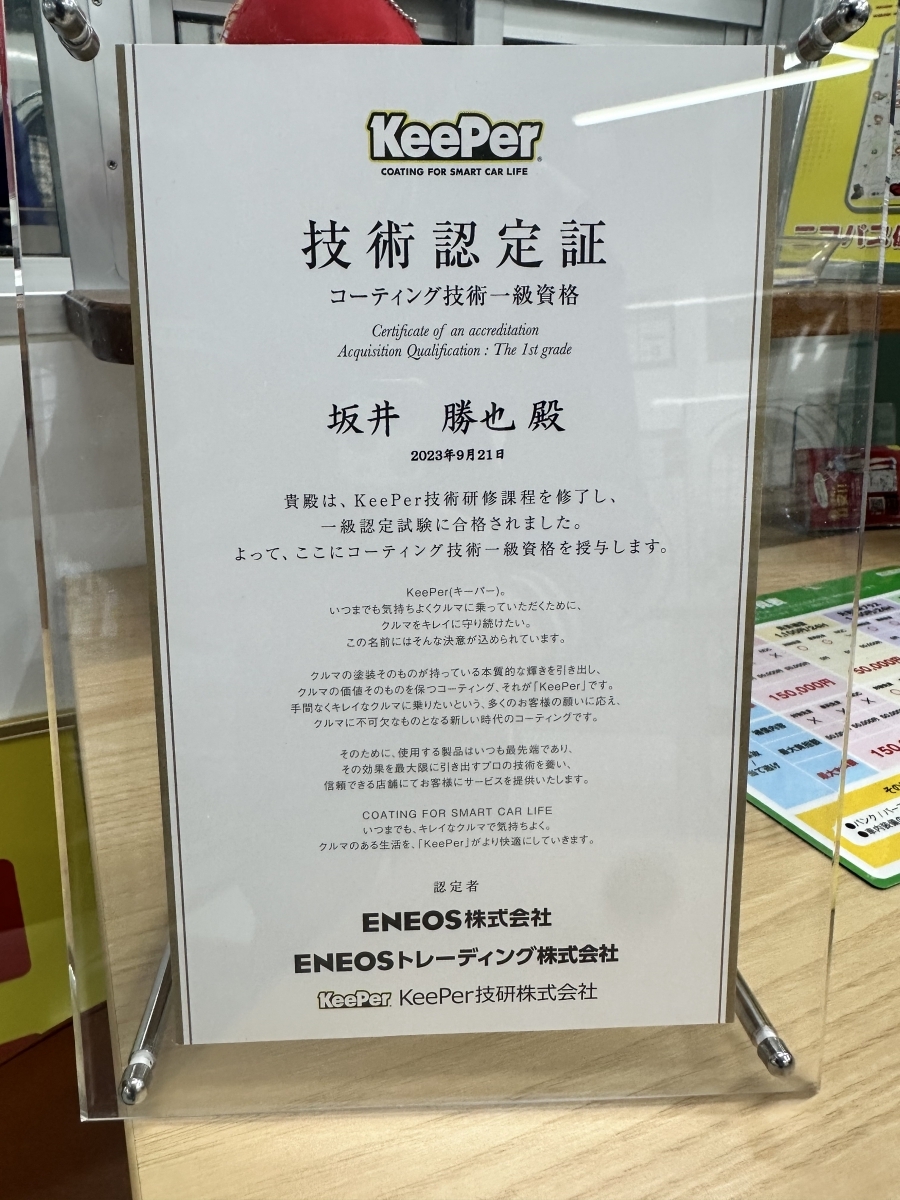 KeePer
COATING FOR SMART CAR LIFE
技術認定証
コーティング技術一級資格
Certificate of an accreditation
Acquisition Qualification : The 1st grade
坂井 勝也 殿
2023年9月21日
貴殿は、KeePer技術研修課程を修了し、
一級認定試験に合格されました。
よって、ここにコーティング技術一級資格を授与します。
KeePer(キーパー)。
いつまでも気持ちよくクルマに乗っていただくために、
クルマをキレイに守り続けたい。
この名前にはそんな決意が込められています。
クルマの塗装そのものが持っている本質的な輝きを引き出し、
クルマの価値そのものを保つコーティング、それが「KeePer」です。
手間なくキレイなクルマに乗りたいという、多くのお客様の願いに応え、
クルマに不可欠なものとなる新しい時代のコーティングです。
そのために、使用する製品はいつも最先端であり、
その効果を最大限に引き出すプロの技術を養い、
信頼できる店舗にてお客様にサービスを提供いたします。
COATING FOR SMART CAR LIFE
いつまでも、キレイなクルマで気持ちよく。
クルマのある生活を、「KeePer」がより快適にしていきます。
認定者
ENEOS株式会社
ENEOSトレーディング株式会社
KeePer KeePer技研株式会社
ニコパス
150,000円
50,000円
最大負担額
150